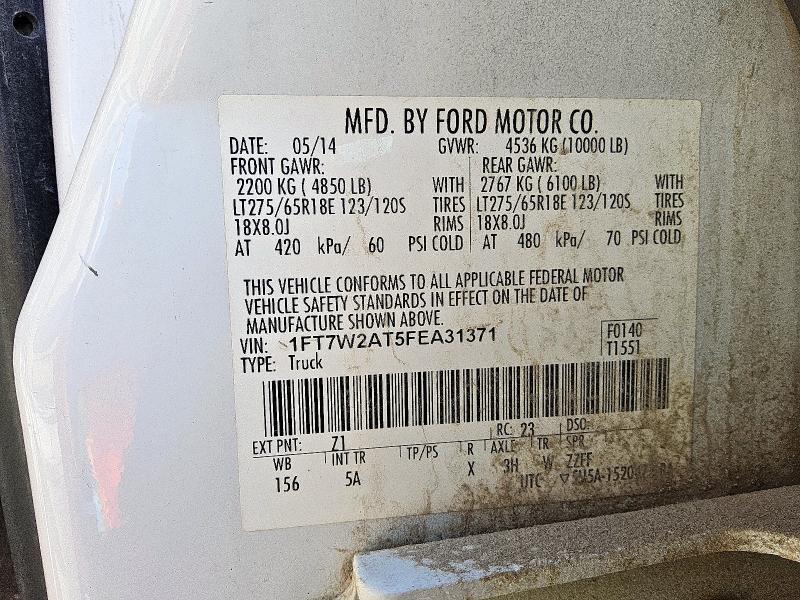 MFD. BY FORD MOTOR CO.
DATE: 05/14 GVWR: 4536 KG (10000 LB)
FRONT GAWR: REAR GAWR:
2200 KG ( 4850 LB) WITH 2767 KG ( 6100 LB) WITH
LT275/65R18E 123/120S TIRES LT275/65R18E 123/120S TIRES
18X8.0J RIMS 18X8.0J RIMS
AT 420 kPa/ 60 PSI COLD AT 480 kPa/ 70 PSI COLD
THIS VEHICLE CONFORMS TO ALL APPLICABLE FEDERAL MOTOR
VEHICLE SAFETY STANDARDS IN EFFECT ON THE DATE OF
MANUFACTURE SHOWN ABOVE.
VIN: 1FT7W2AT5FEA31371 F0140
TYPE: Truck T1551
EXT PNT: Z1 RC: 23 DSO:
WB INT TR TP/PS R AXLE TR SPR
156 5A X 3H W ZZFF
UTC